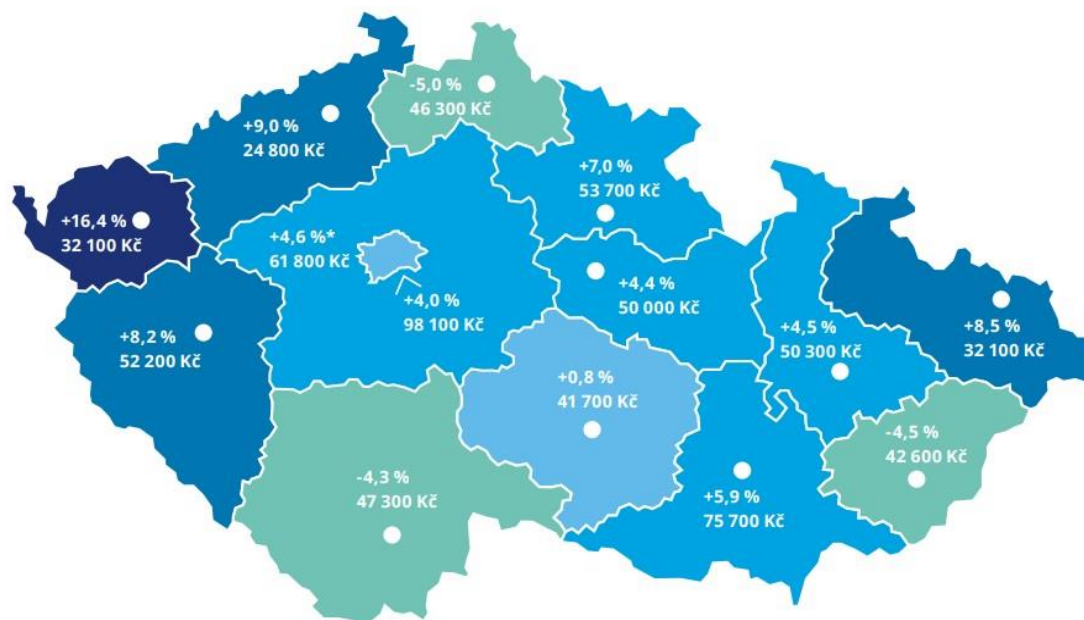 -5,0 %
46 300 Kč
+9,0 %
24 800 Kč
+7,0 %
53 700 Kč
+16,4 %
32 100 Kč
+4,6 %*
61 800 Kč
+4,0 %
98 100 Kč
+4,4 %
50 000 Kč
+4,5 %
50 300 Kč
+8,5 %
32 100 Kč
+8,2 %
52 200 Kč
+0,8 %
41 700 Kč
-4,5 %
42 600 Kč
-4,3 %
47 300 Kč
+5,9 %
75 700 Kč